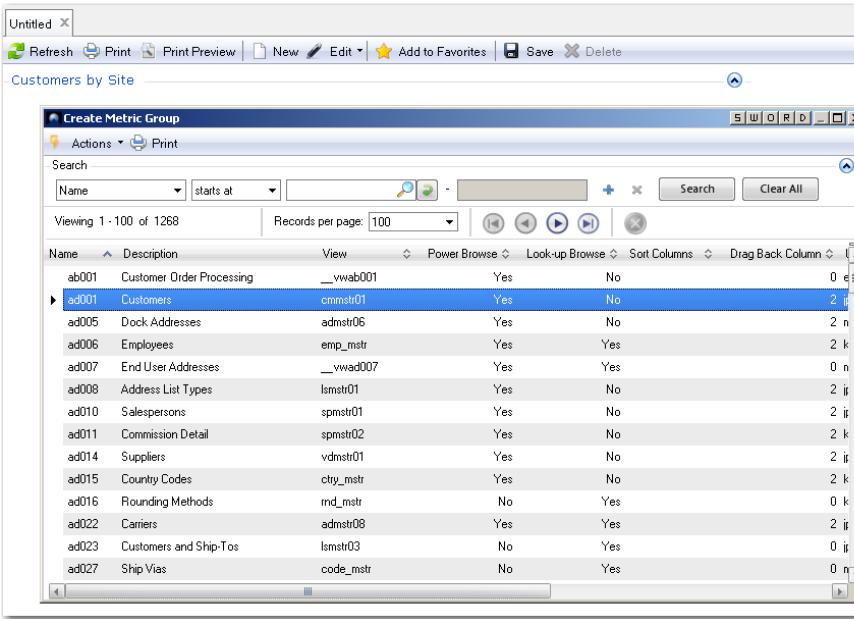 Untitled
Refresh Print Print Preview New Edit Add to Favorites Save Delete
Customers by Site
Create Metric Group S W O R D
Actions Print
Search
Name starts at - Search Clear All
Viewing 1 - 100 of 1268 Records per page: 100
Name Description View Power Browse Look-up Browse Sort Columns Drag Back Column
ab001 Customer Order Processing __vwab001 Yes No 0
ad001 Customers cmmstr01 Yes No 2
ad005 Dock Addresses admstr06 Yes No 2
ad006 Employees emp_mstr Yes Yes 2
ad007 End User Addresses __vwad007 Yes Yes 0
ad008 Address List Types lsmstr01 Yes No 2
ad010 Salespersons spmstr01 Yes No 2
ad011 Commission Detail spmstr02 Yes No 2
ad014 Suppliers vdmstr01 Yes No 2
ad015 Country Codes ctry_mstr Yes No 2
ad016 Rounding Methods rnd_mstr No Yes 0
ad022 Carriers admstr08 Yes Yes 2
ad023 Customers and Ship-Tos lsmstr03 No Yes 0
ad027 Ship Vias code_mstr No Yes 0